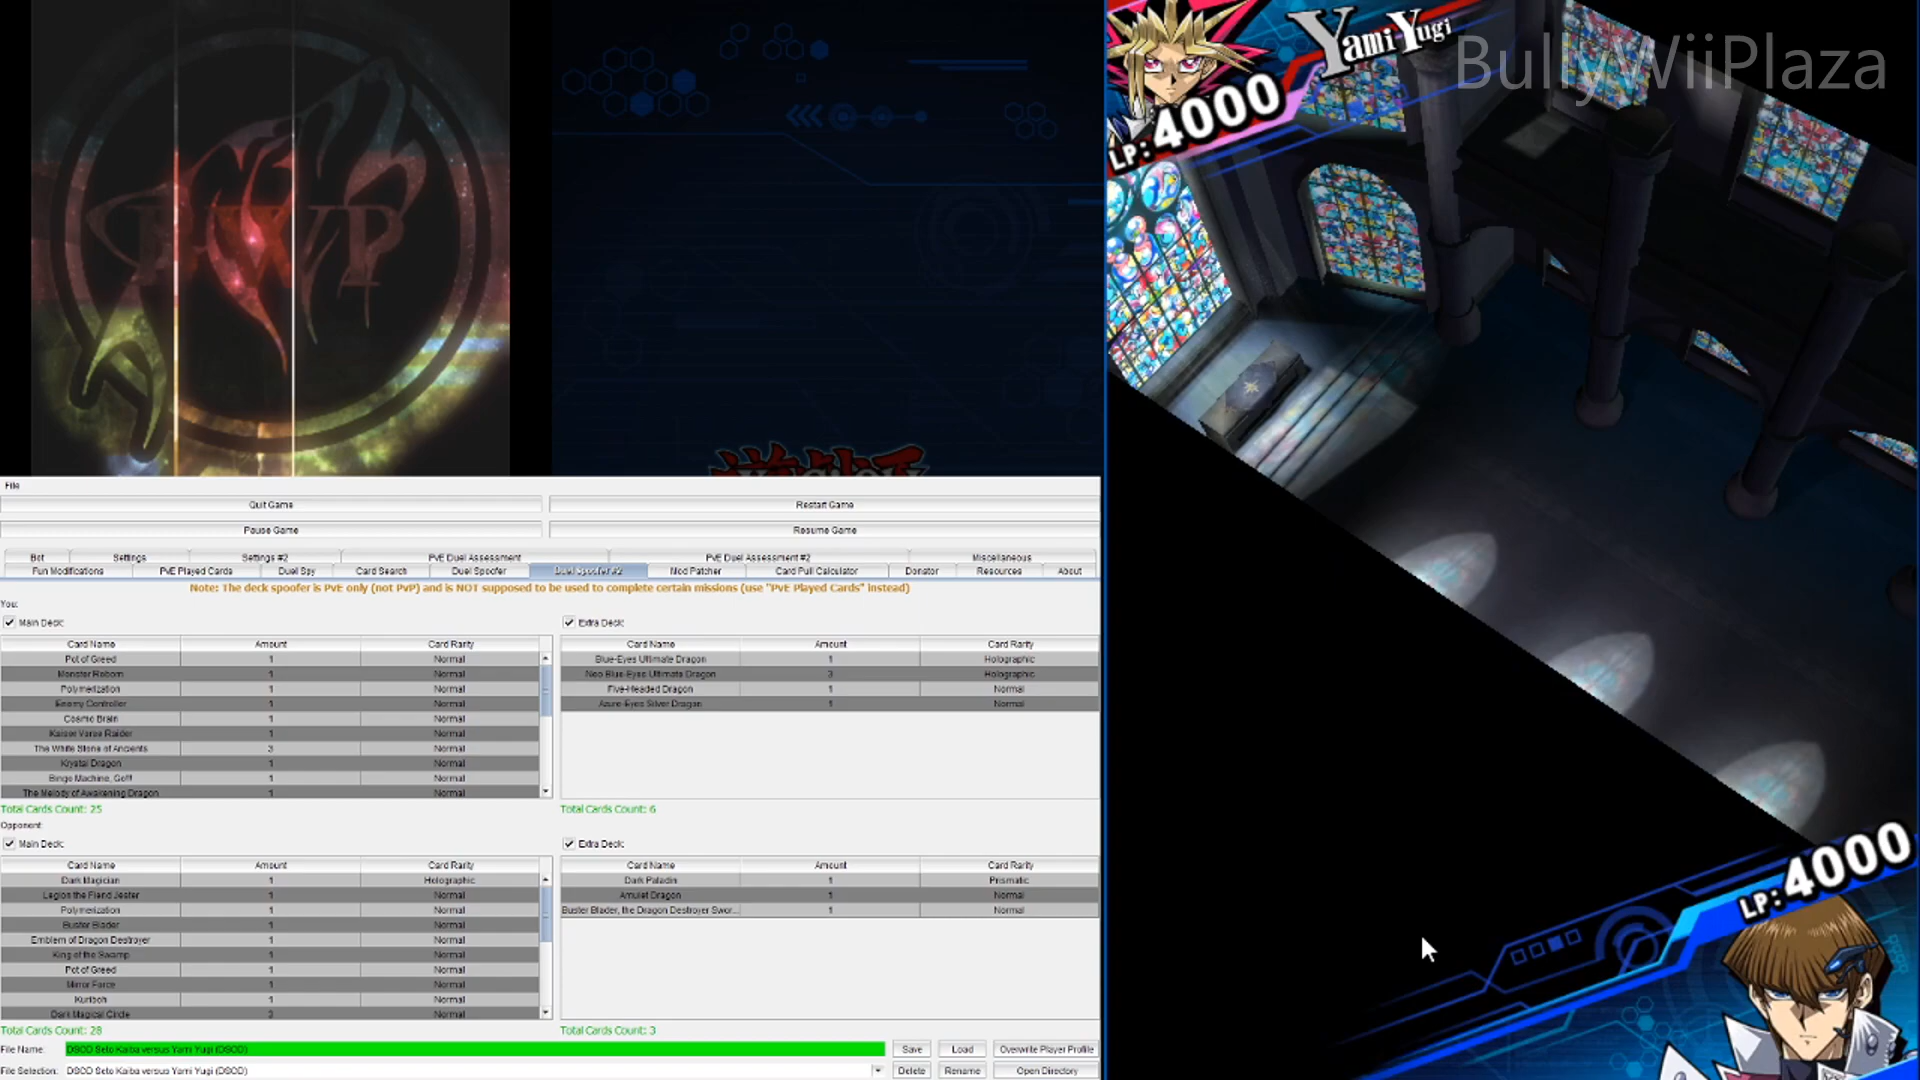 Yami Yugi
BullyWiiPlaza
LP: 4000
BWP
File
Quit Game
Restart Game
Pause Game
Resume Game
Bot
Settings
Settings #2
PvE Duel Assessment
PvE Duel Assessment #2
Miscellaneous
Fun Modifications
PvE Played Cards
Duel Spy
Card Search
Duel Spoofer
Duel Spoofer #2
Mod Patcher
Card Pull Calculator
Donator
Resources
About
Note: The deck spoofer is PvE only (not PvP) and is NOT supposed to be used to complete certain missions (use "PvE Played Cards" instead)
You:
Main Deck:
Extra Deck:
Card Name Amount Card Rarity
Pot of Greed 1 Normal
Monster Reborn 1 Normal
Polymerization 1 Normal
Enemy Controller 1 Normal
Cosmo Brain 1 Normal
Kaiser Vorse Raider 1 Normal
The White Stone of Ancients 3 Normal
Krystal Dragon 1 Normal
Bingo Machine, Go!!! 1 Normal
The Melody of Awakening Dragon 1 Normal
Total Cards Count: 25
Card Name Amount Card Rarity
Blue-Eyes Ultimate Dragon 1 Holographic
Neo Blue-Eyes Ultimate Dragon 3 Holographic
Five-Headed Dragon 1 Normal
Azure-Eyes Silver Dragon 1 Normal
Total Cards Count: 6
Opponent:
Main Deck:
Extra Deck:
Card Name Amount Card Rarity
Dark Magician 1 Holographic
Legion the Fiend Jester 1 Normal
Polymerization 1 Normal
Buster Blader 1 Normal
Emblem of Dragon Destroyer 1 Normal
King of the Swamp 1 Normal
Pot of Greed 1 Normal
Mirror Force 1 Normal
Kuriboh 1 Normal
Dark Magical Circle 3 Normal
Total Cards Count: 28
Card Name Amount Card Rarity
Dark Paladin 1 Prismatic
Amulet Dragon 1 Normal
Buster Blader, the Dragon Destroyer Swor... 1 Normal
Total Cards Count: 3
File Name: DSOD Seto Kaiba versus Yami Yugi (DSOD)
Save
Load
Overwrite Player Profile
File Selection: DSOD Seto Kaiba versus Yami Yugi (DSOD)
Delete
Rename
Open Directory
LP: 4000